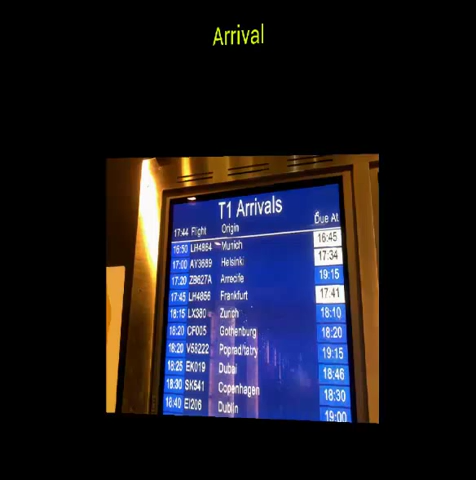 Arrival
T1 Arrivals
17:44 Flight Origin Due At
16:50 LH4864 Munich 16:45
17:00 AY3689 Helsinki 17:34
17:20 ZB627A Arrecife 19:15
17:45 LH4866 Frankfurt 17:41
18:15 LX380 Zurich 18:10
18:20 CF005 Gothenburg 18:20
18:20 V58222 Poprad/tatry 19:15
18:25 EK019 Dubai 18:46
18:30 SK541 Copenhagen 18:30
18:40 EI206 Dublin 19:00